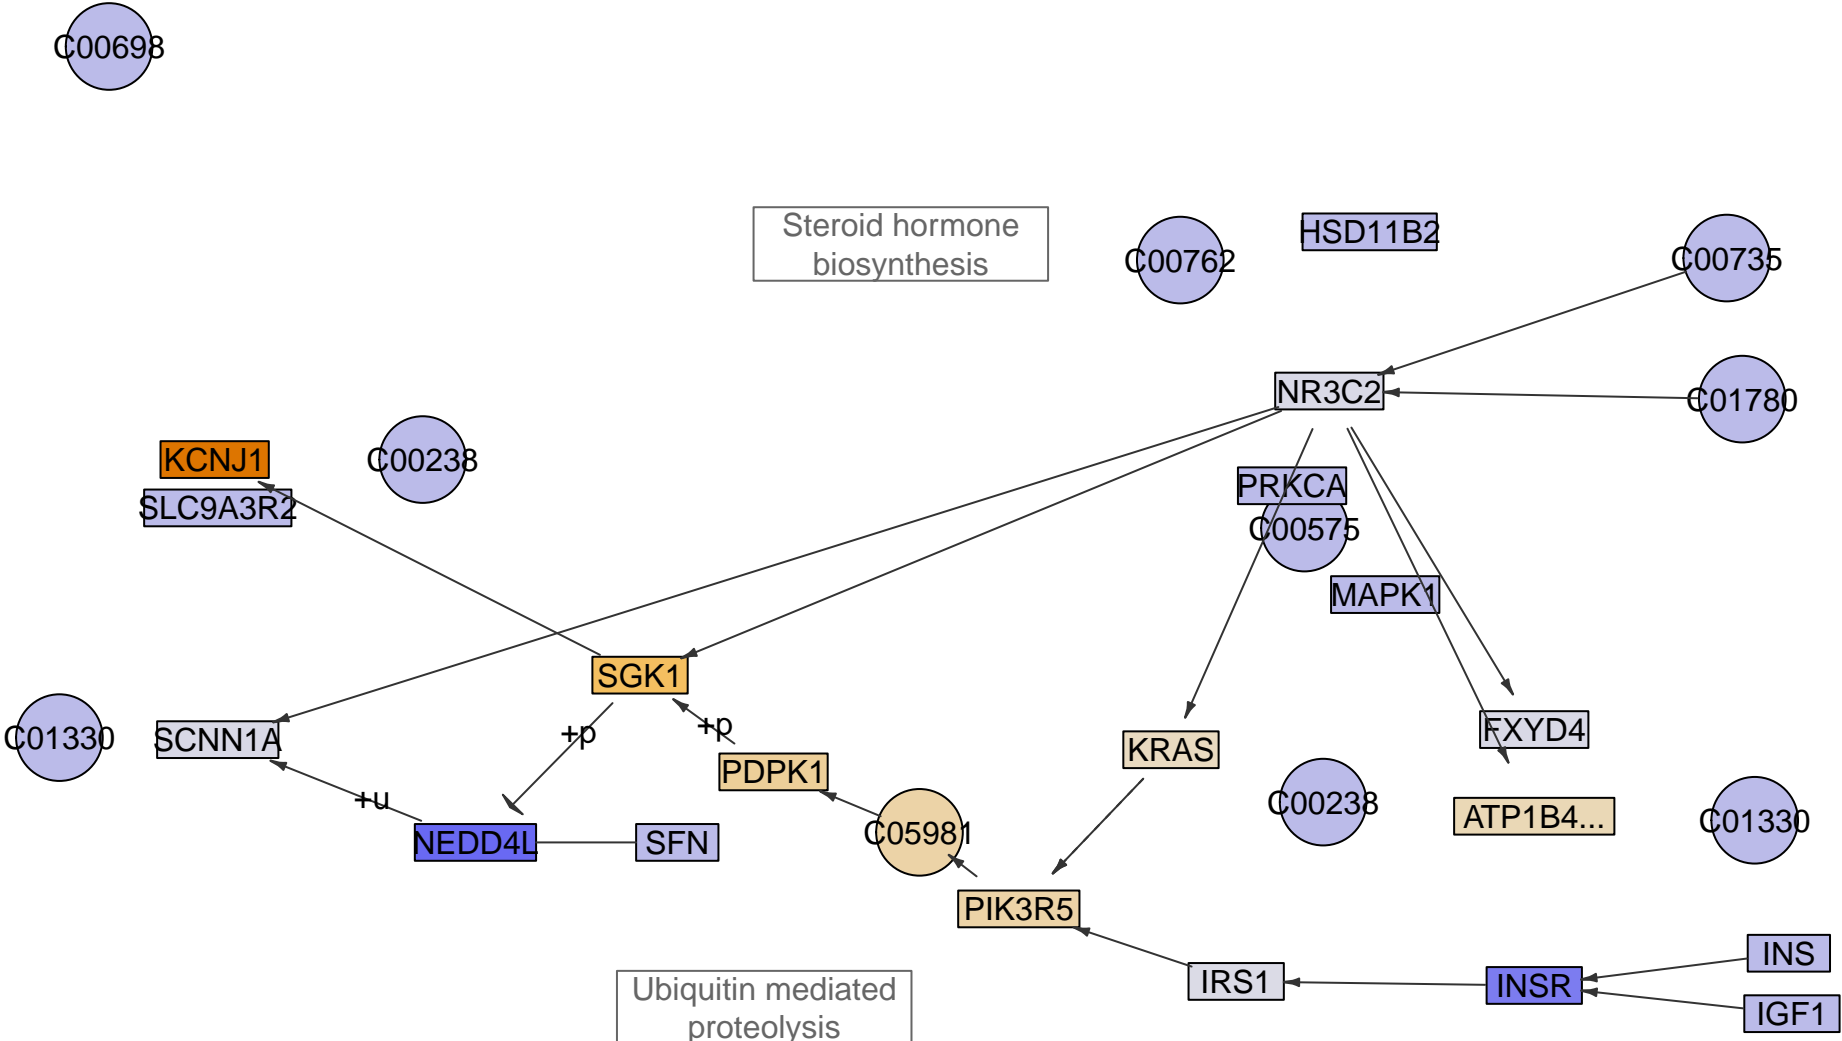 C00698
Steroid hormone
biosynthesis
C00762
HSD11B2
C00735
NR3C2
C01780
KCNJ1
C00238
SLC9A3R2
PRKCA
C00575
MAPK1
SGK1
+p
+p
C01330
SCNN1A
KRAS
FXYD4
PDPK1
+u
C00238
ATP1B4...
C01330
NEDD4L
SFN
C05981
PIK3R5
INS
IRS1
INSR
Ubiquitin mediated
proteolysis
IGF1